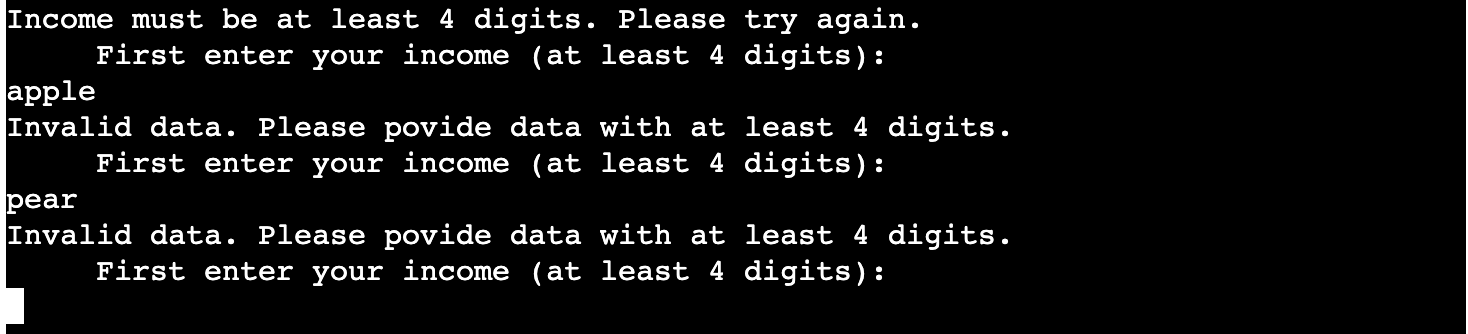 Income must be at least 4 digits. Please try again.
First enter your income (at least 4 digits):
apple
Invalid data. Please povide data with at least 4 digits.
First enter your income (at least 4 digits):
pear
Invalid data. Please povide data with at least 4 digits.
First enter your income (at least 4 digits):